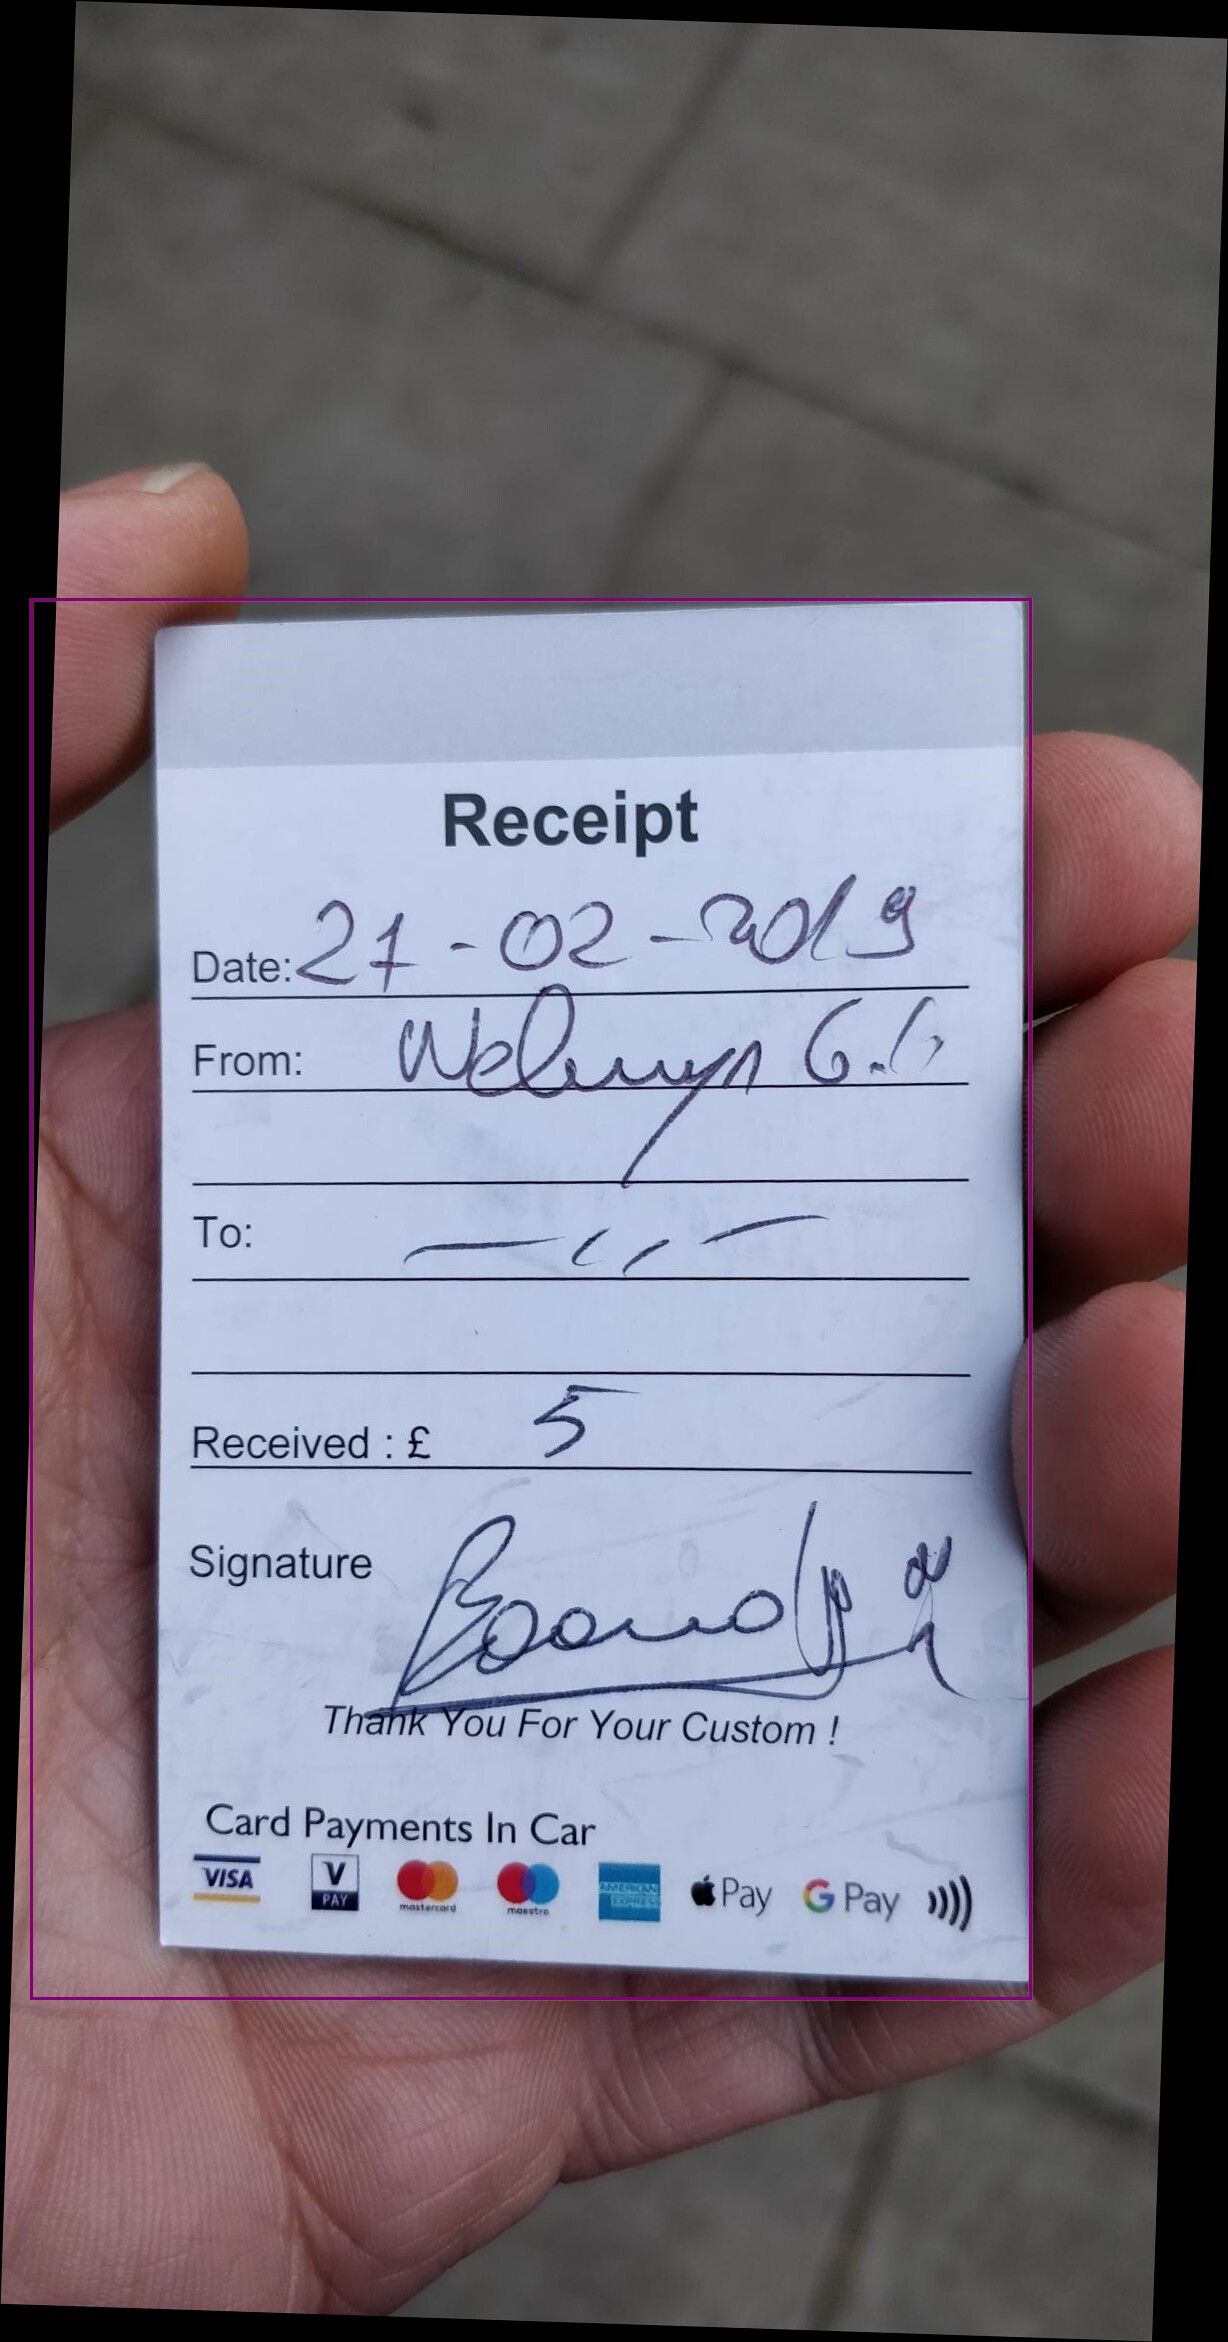 Receipt
Date: 27-02-2019
From: Welwyn G.C
To: — ,, —
Received : £ 5
Signature
Thank You For Your Custom !
Card Payments In Car
VISA V PAY mastercard maestro AMERICAN EXPRESS Pay G Pay